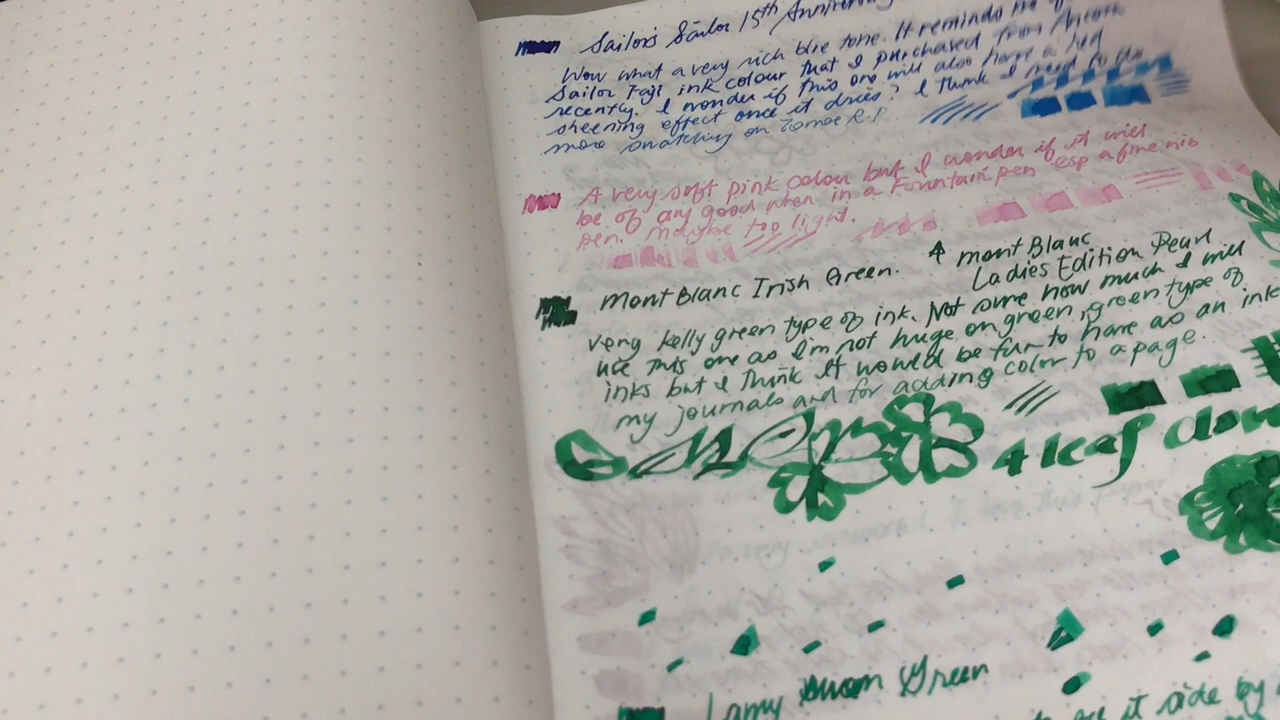 Sailor's Sailor 15th Anniversary
Wow what a very rich blue tone. It reminds me of
Sailor Fuji ink colour that I purchased from
recently. I wonder if this one will also have a red
sheening effect once it dries? I think I need to do
more swatching on Tomoe R.P
A very soft pink colou but I wonder if it will
be of any good when in a fountain pen esp a fine nib
pen. maybe too light.
↑ mont Blanc
Ladies Edition Pearl
mont Blanc Irish Green.
Very kelly green type of ink. Not sure how much I will
use this one as I'm not huge on green, green type of
inks but I think it would be fun to have as an ink
my journals and for adding color to a page.
4 leaf clov
Lamy Green
it side by